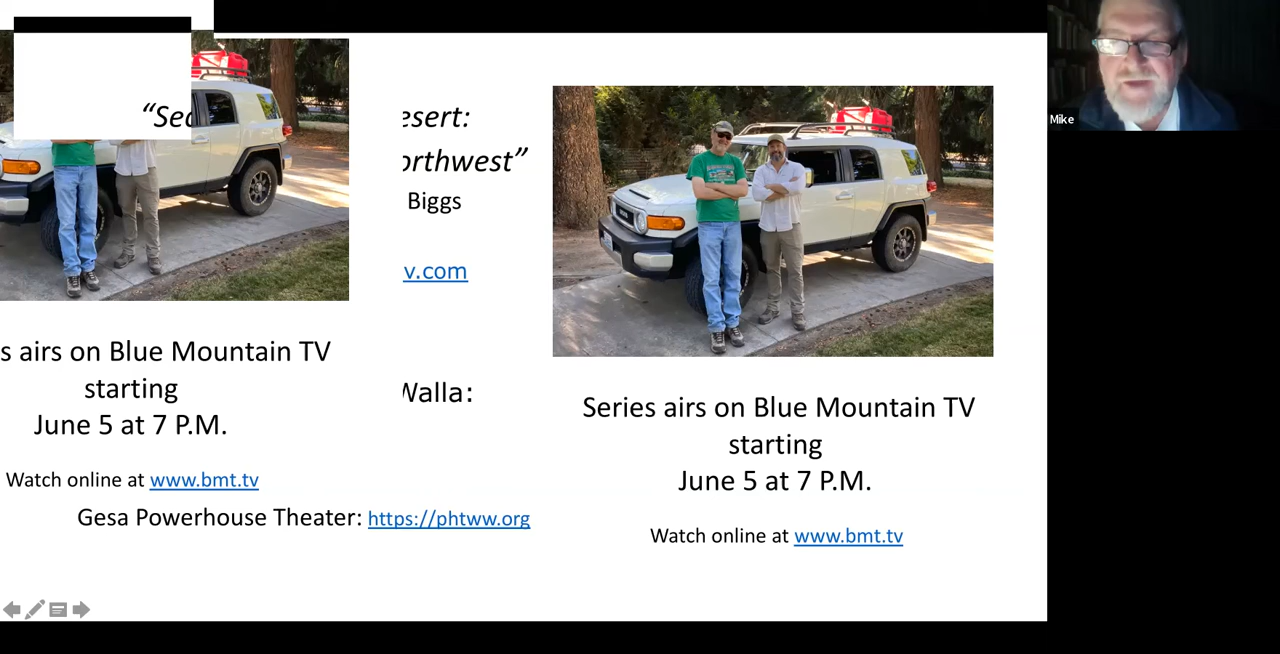 “Sec
esert:
orthwest”
Biggs
v.com
Walla:
s airs on Blue Mountain TV
starting
June 5 at 7 P.M.
Watch online at www.bmt.tv
Gesa Powerhouse Theater: https://phtww.org
Series airs on Blue Mountain TV
starting
June 5 at 7 P.M.
Watch online at www.bmt.tv
Mike